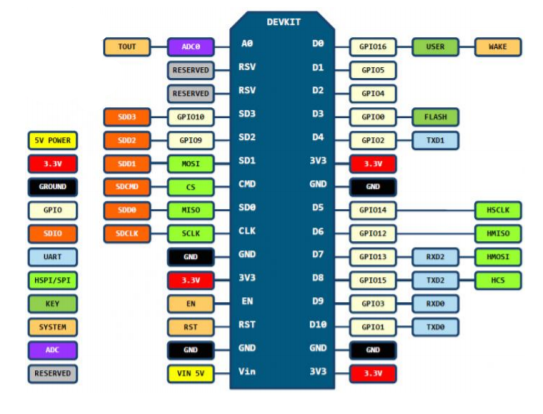 DEVKIT
TOUT ADC0 A0 D0 GPIO16 USER WAKE
RESERVED RSV D1 GPIO5
RESERVED RSV D2 GPIO4
SDD3 GPIO10 SD3 D3 GPIO0 FLASH
5V POWER SDD2 GPIO9 SD2 D4 GPIO2 TXD1
3.3V SDD1 MOSI SD1 3V3 3.3V
GROUND SDCMD CS CMD GND GND
GPIO SDD0 MISO SD0 D5 GPIO14 HSCLK
SDIO SDCLK SCLK CLK D6 GPIO12 HMISO
UART GND GND D7 GPIO13 RXD2 HMOSI
HSPI/SPI 3.3V 3V3 D8 GPIO15 TXD2 HCS
KEY EN EN D9 GPIO3 RXD0
SYSTEM RST RST D10 GPIO1 TXD0
ADC GND GND GND GND
RESERVED VIN 5V Vin 3V3 3.3V